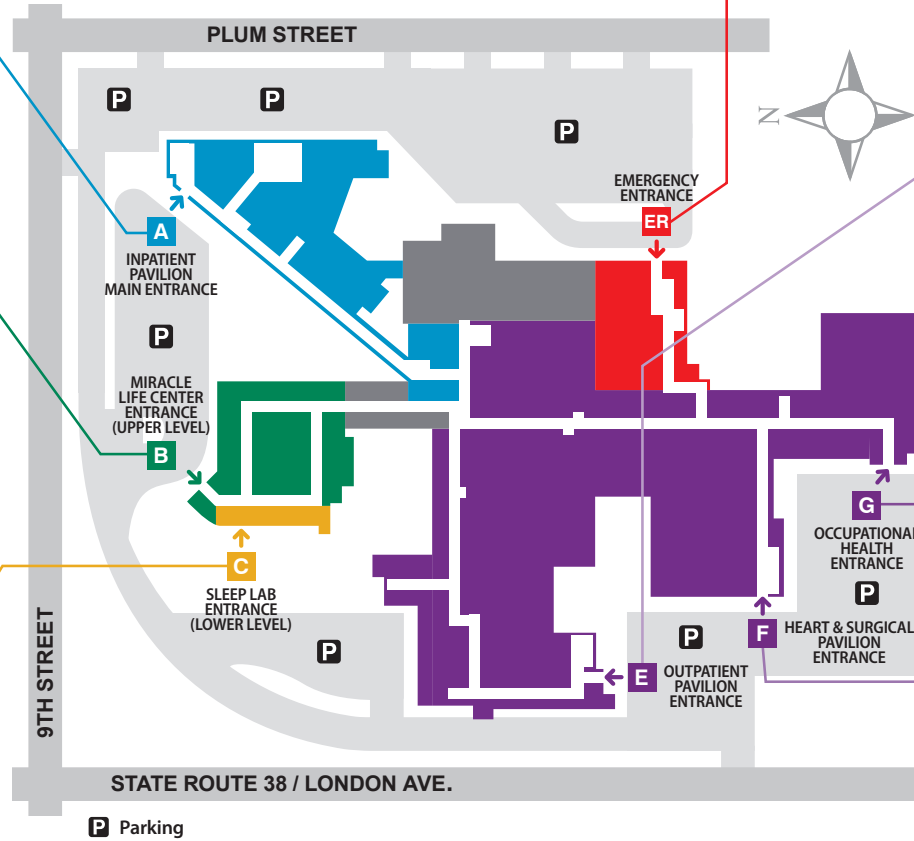 PLUM STREET
P
P
P
N
EMERGENCY
ENTRANCE
ER
A
INPATIENT
PAVILION
MAIN ENTRANCE
P
MIRACLE
LIFE CENTER
ENTRANCE
(UPPER LEVEL)
B
C
SLEEP LAB
ENTRANCE
(LOWER LEVEL)
P
G
OCCUPATIONAL
HEALTH
ENTRANCE
P
F
HEART & SURGICAL
PAVILION
ENTRANCE
P
E
OUTPATIENT
PAVILION
ENTRANCE
9TH STREET
STATE ROUTE 38 / LONDON AVE.
P Parking